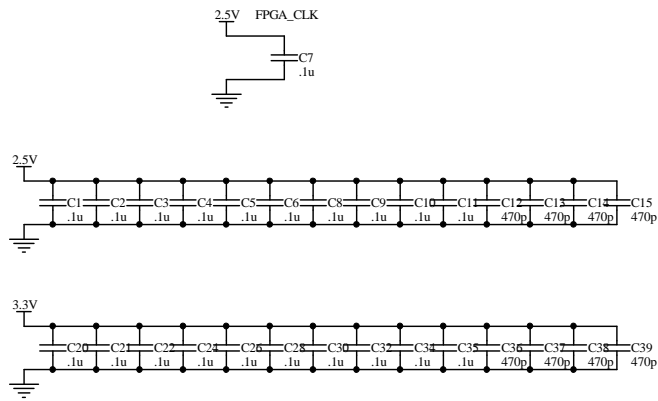 2.5V FPGA_CLK
C7
.1u
2.5V
C1 C2 C3 C4 C5 C6 C8 C9 C10 C11 C12 C13 C14 C15
.1u .1u .1u .1u .1u .1u .1u .1u .1u .1u 470p 470p 470p 470p
3.3V
C20 C21 C22 C24 C26 C28 C30 C32 C34 C35 C36 C37 C38 C39
.1u .1u .1u .1u .1u .1u .1u .1u .1u .1u 470p 470p 470p 470p